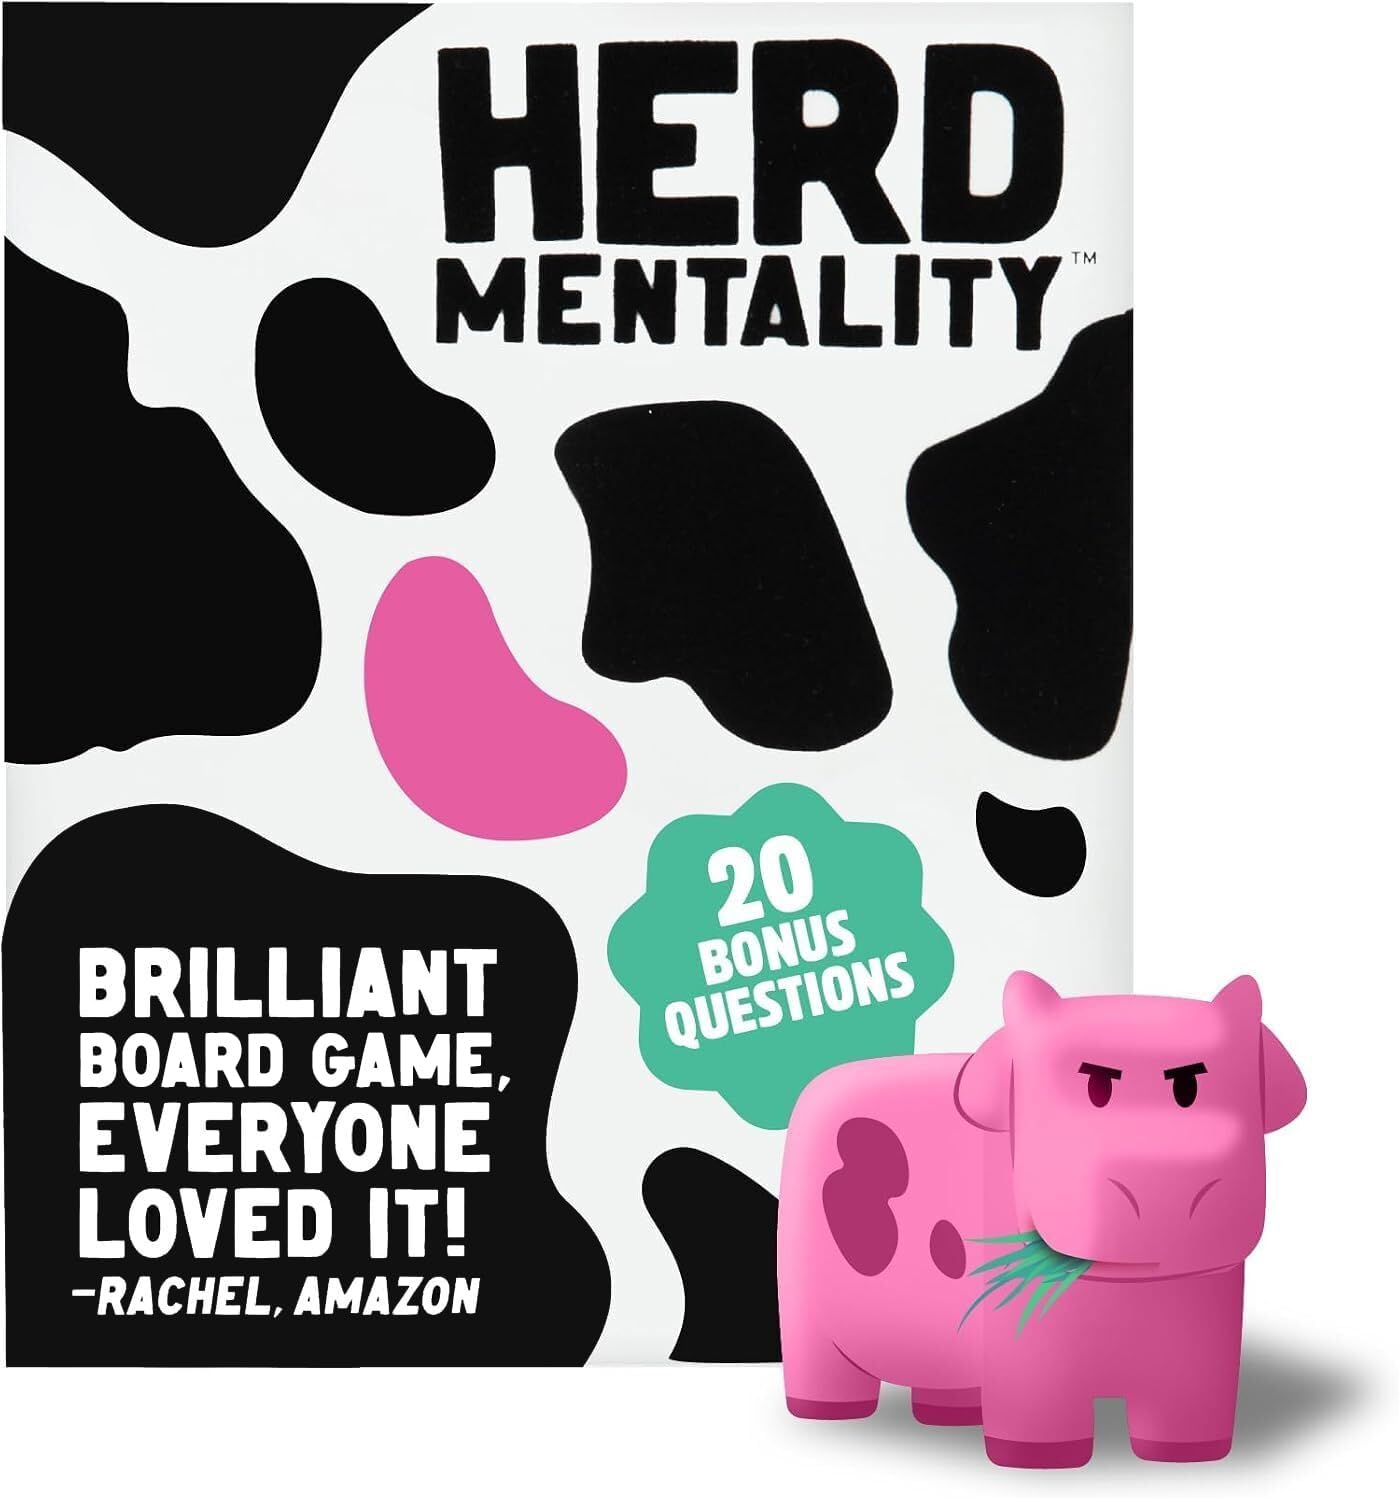 HERD
MENTALITY™
20
BONUS
QUESTIONS
BRILLIANT
BOARD GAME,
EVERYONE
LOVED IT!
-RACHEL, AMAZON